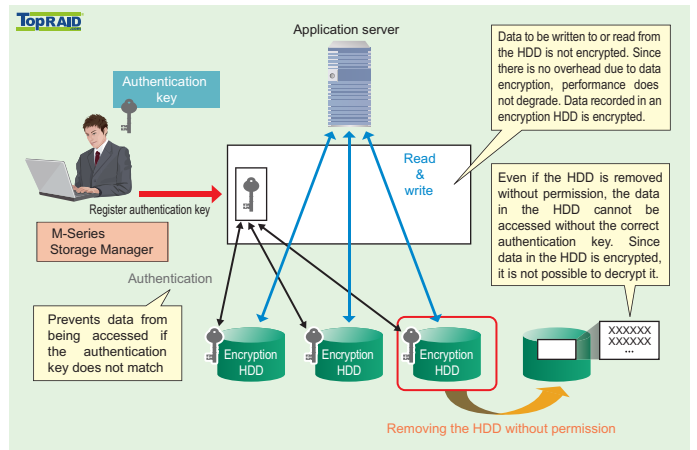 TOPRAID
Application server
Authentication
key
Data to be written to or read from
the HDD is not encrypted. Since
there is no overhead due to data
encryption, performance does
not degrade. Data recorded in an
encryption HDD is encrypted.
Read
&
write
Even if the HDD is removed
without permission, the data
in the HDD cannot be
accessed without the correct
authentication key. Since
data in the HDD is encrypted,
it is not possible to decrypt it.
Register authentication key
M-Series
Storage Manager
Authentication
Prevents data from
being accessed if
the authentication
key does not match
Encryption
HDD
Encryption
HDD
Encryption
HDD
XXXXXX
XXXXXX
...
Removing the HDD without permission